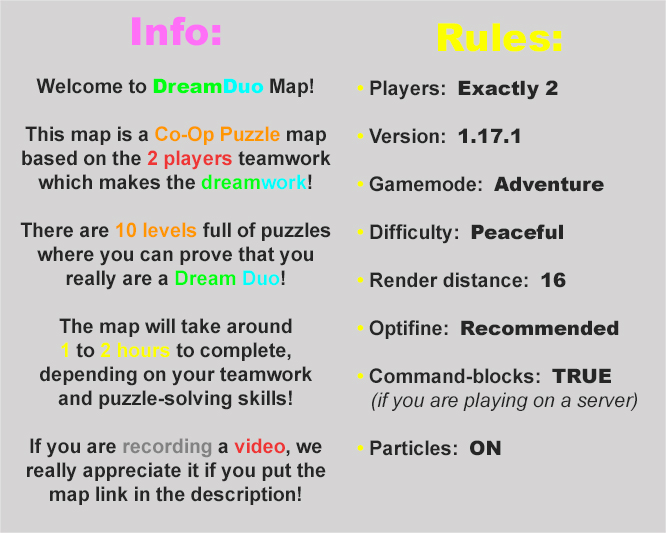 Info:
Welcome to DreamDuo Map!
This map is a Co-Op Puzzle map
based on the 2 players teamwork
which makes the dreamwork!
There are 10 levels full of puzzles
where you can prove that you
really are a Dream Duo!
The map will take around
1 to 2 hours to complete,
depending on your teamwork
and puzzle-solving skills!
If you are recording a video, we
really appreciate it if you put the
map link in the description!
Rules:
• Players: Exactly 2
• Version: 1.17.1
• Gamemode: Adventure
• Difficulty: Peaceful
• Render distance: 16
• Optifine: Recommended
• Command-blocks: TRUE
(if you are playing on a server)
• Particles: ON